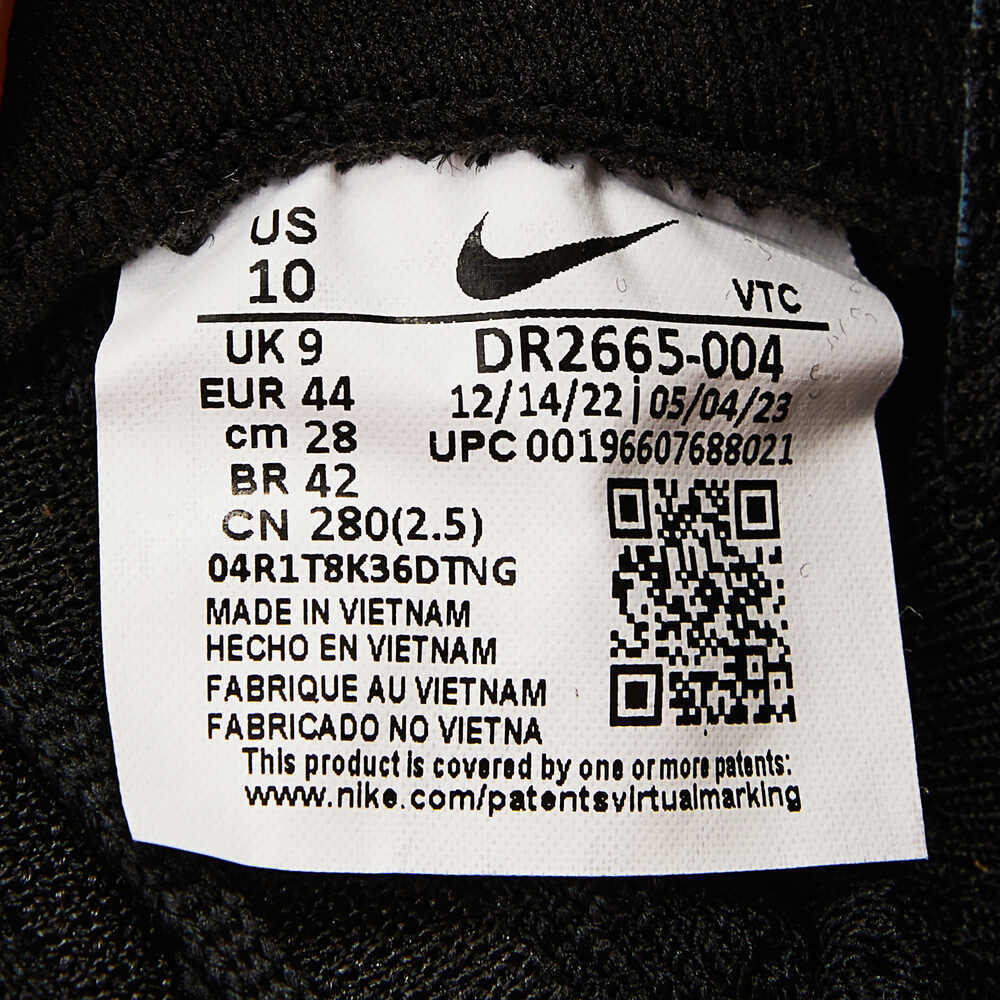 US
10
VTC
UK 9
EUR 44
cm 28
BR 42
CN 280(2.5)
DR2665-004
12/14/22 | 05/04/23
UPC 00196607688021
04R1T8K36DTNG
MADE IN VIETNAM
HECHO EN VIETNAM
FABRIQUE AU VIETNAM
FABRICADO NO VIETNA
This product is covered by one or more patents:
www.nike.com/patentsvirtualmarking